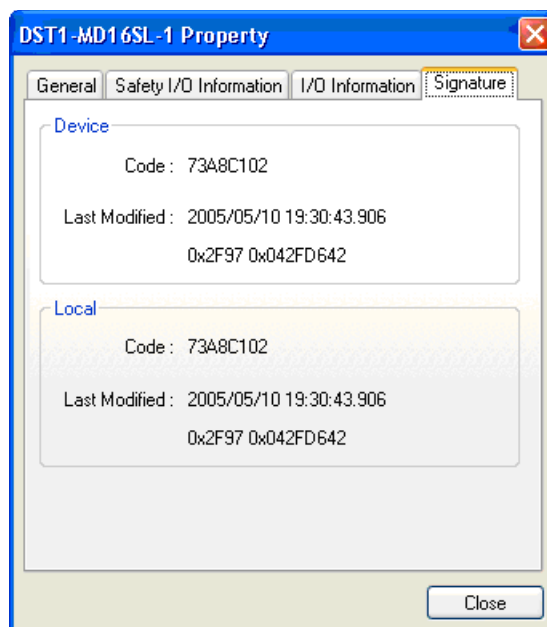 DST1-MD16SL-1 Property
General Safety I/O Information I/O Information Signature
Device
Code : 73A8C102
Last Modified : 2005/05/10 19:30:43.906
0x2F97 0x042FD642
Local
Code : 73A8C102
Last Modified : 2005/05/10 19:30:43.906
0x2F97 0x042FD642
Close